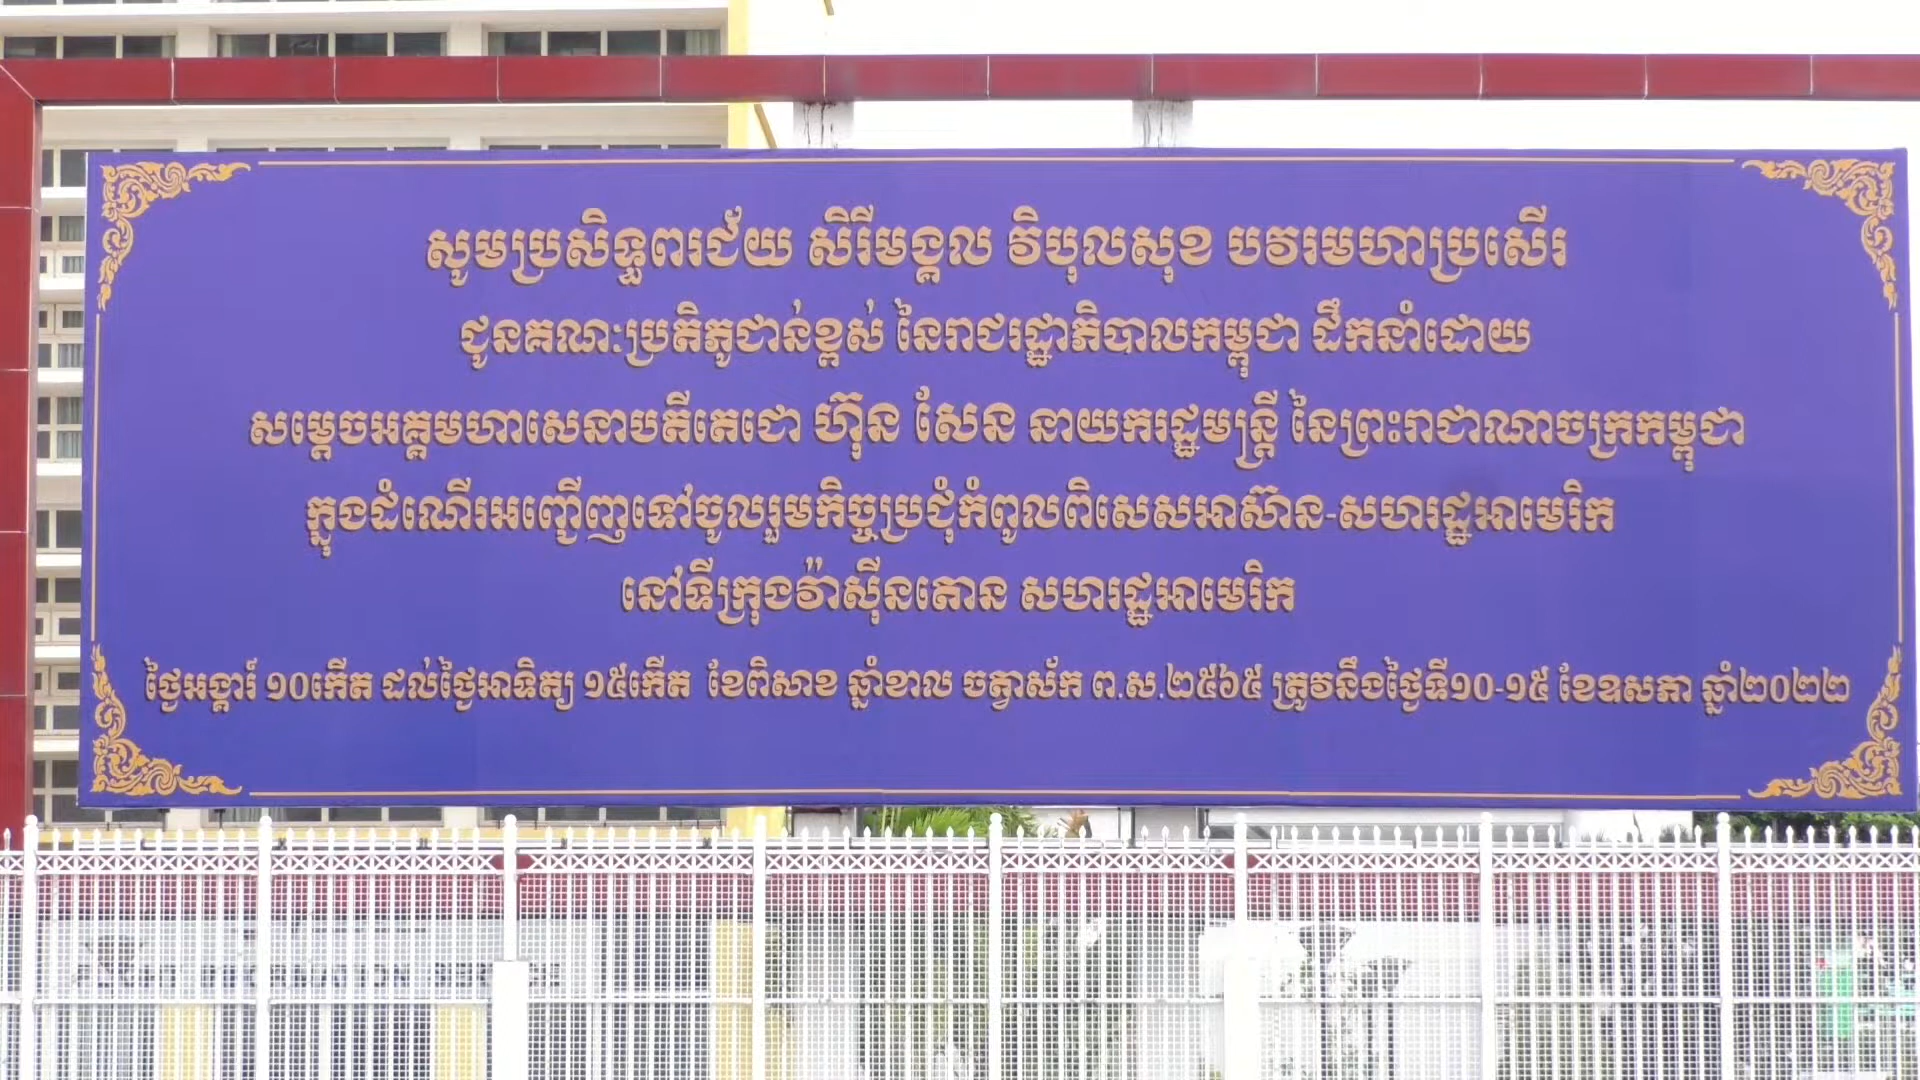 សូមប្រសិទ្ធពរជ័យ សិរីមង្គល វិបុលសុខ បវរមហាប្រសើរ
ជូនគណៈប្រតិភូជាន់ខ្ពស់ នៃរាជរដ្ឋាភិបាលកម្ពុជា ដឹកនាំដោយ
សម្តេចអគ្គមហាសេនាបតីតេជោ ហ៊ុន សែន នាយករដ្ឋមន្ត្រី នៃព្រះរាជាណាចក្រកម្ពុជា
ក្នុងដំណើរអញ្ជើញទៅចូលរួមកិច្ចប្រជុំកំពូលពិសេសអាស៊ាន-សហរដ្ឋអាមេរិក
នៅទីក្រុងវ៉ាស៊ីនតោន សហរដ្ឋអាមេរិក
ថ្ងៃអង្គារ៍ ១០កើត ដល់ថ្ងៃអាទិត្យ ១៥កើត ខែពិសាខ ឆ្នាំខាល ចត្វាស័ក ព.ស.២៥៦៥ ត្រូវនឹងថ្ងៃទី១០-១៥ ខែឧសភា ឆ្នាំ២០២២